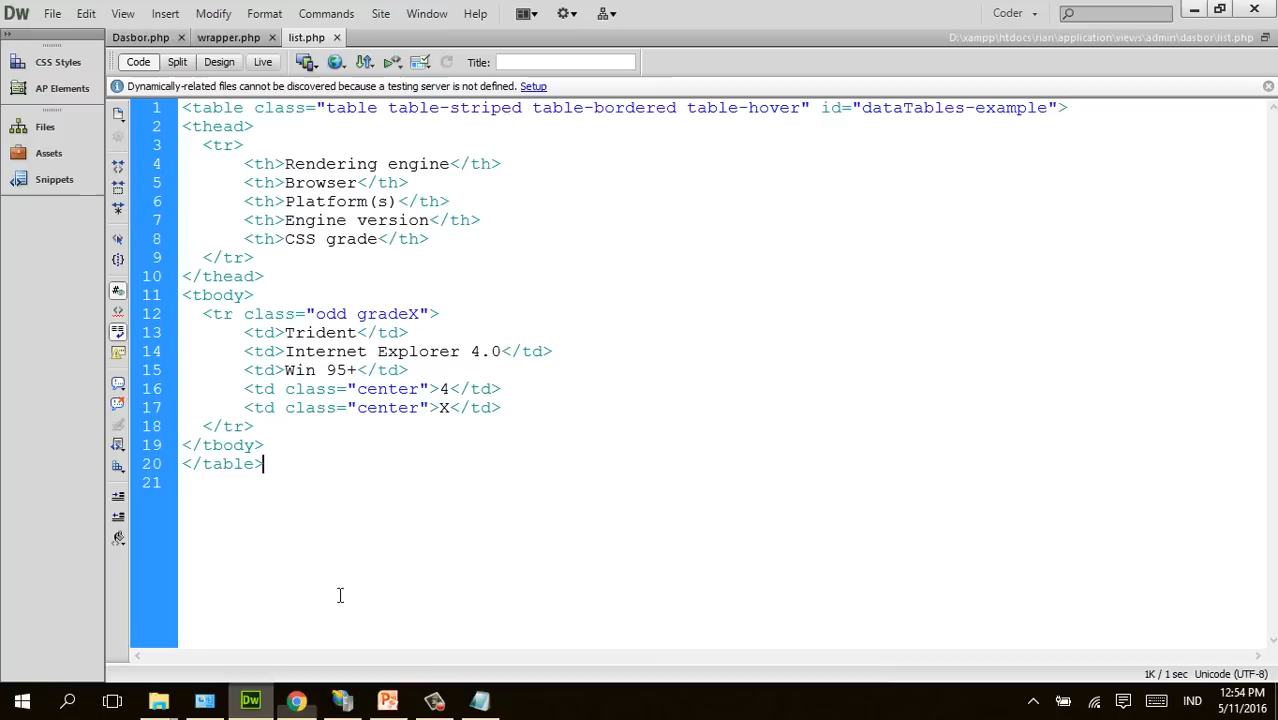 Dw File Edit View Insert Modify Format Commands Site Window Help Coder
Dasbor.php wrapper.php list.php D:\xampp\htdocs\rian\application\views\admin\dasbor\list.php
CSS Styles
AP Elements
Files
Assets
Snippets
Code Split Design Live Title:
Dynamically-related files cannot be discovered because a testing server is not defined. Setup
1 <table class="table table-striped table-bordered table-hover" id="dataTables-example">
2 <thead>
3 <tr>
4 <th>Rendering engine</th>
5 <th>Browser</th>
6 <th>Platform(s)</th>
7 <th>Engine version</th>
8 <th>CSS grade</th>
9 </tr>
10 </thead>
11 <tbody>
12 <tr class="odd gradeX">
13 <td>Trident</td>
14 <td>Internet Explorer 4.0</td>
15 <td>Win 95+</td>
16 <td class="center">4</td>
17 <td class="center">X</td>
18 </tr>
19 </tbody>
20 </table>
21
1K / 1 sec Unicode (UTF-8)
Dw IND 12:54 PM
5/11/2016